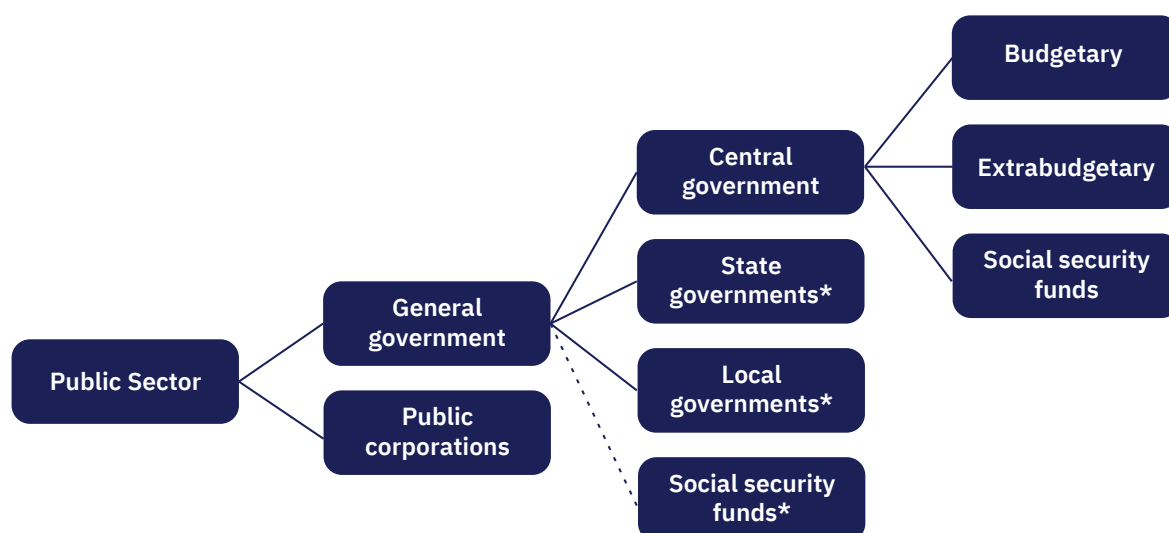 Public Sector
General
government
Public
corporations
Central
government
State
governments*
Local
governments*
Social security
funds*
Budgetary
Extrabudgetary
Social security
funds